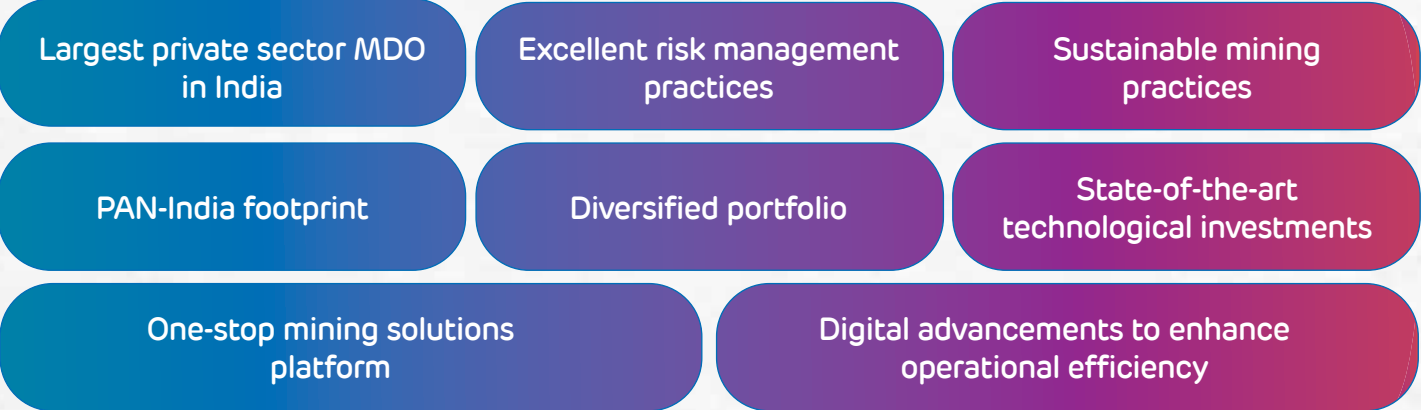 Largest private sector MDO
in India
Excellent risk management
practices
Sustainable mining
practices
PAN-India footprint
Diversified portfolio
State-of-the-art
technological investments
One-stop mining solutions
platform
Digital advancements to enhance
operational efficiency